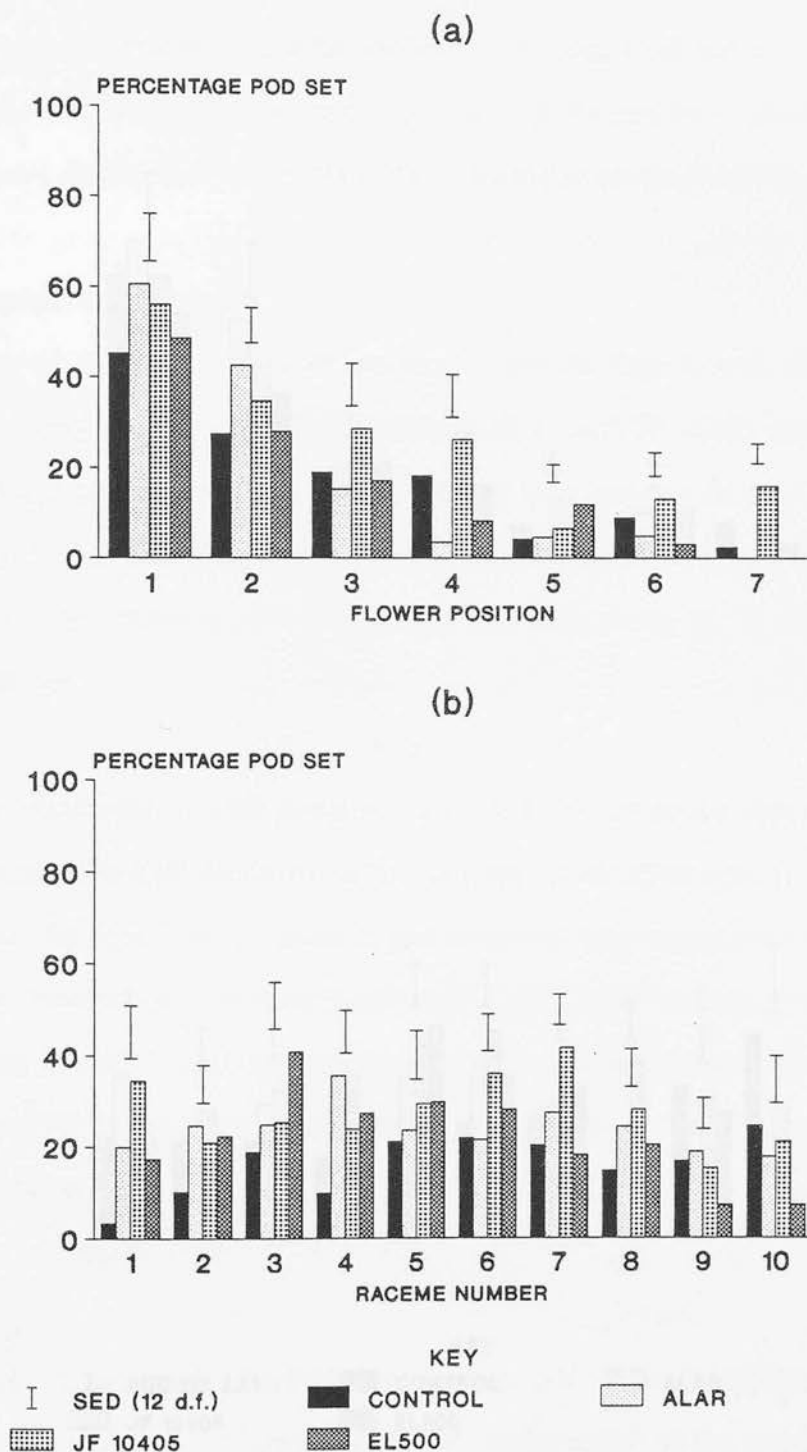 (a)
PERCENTAGE POD SET
100
80
60
40
20
0
1 2 3 4 5 6 7
FLOWER POSITION
(b)
PERCENTAGE POD SET
100
80
60
40
20
0
1 2 3 4 5 6 7 8 9 10
RACEME NUMBER
KEY
SED (12 d.f.) CONTROL ALAR
JF 10405 EL500